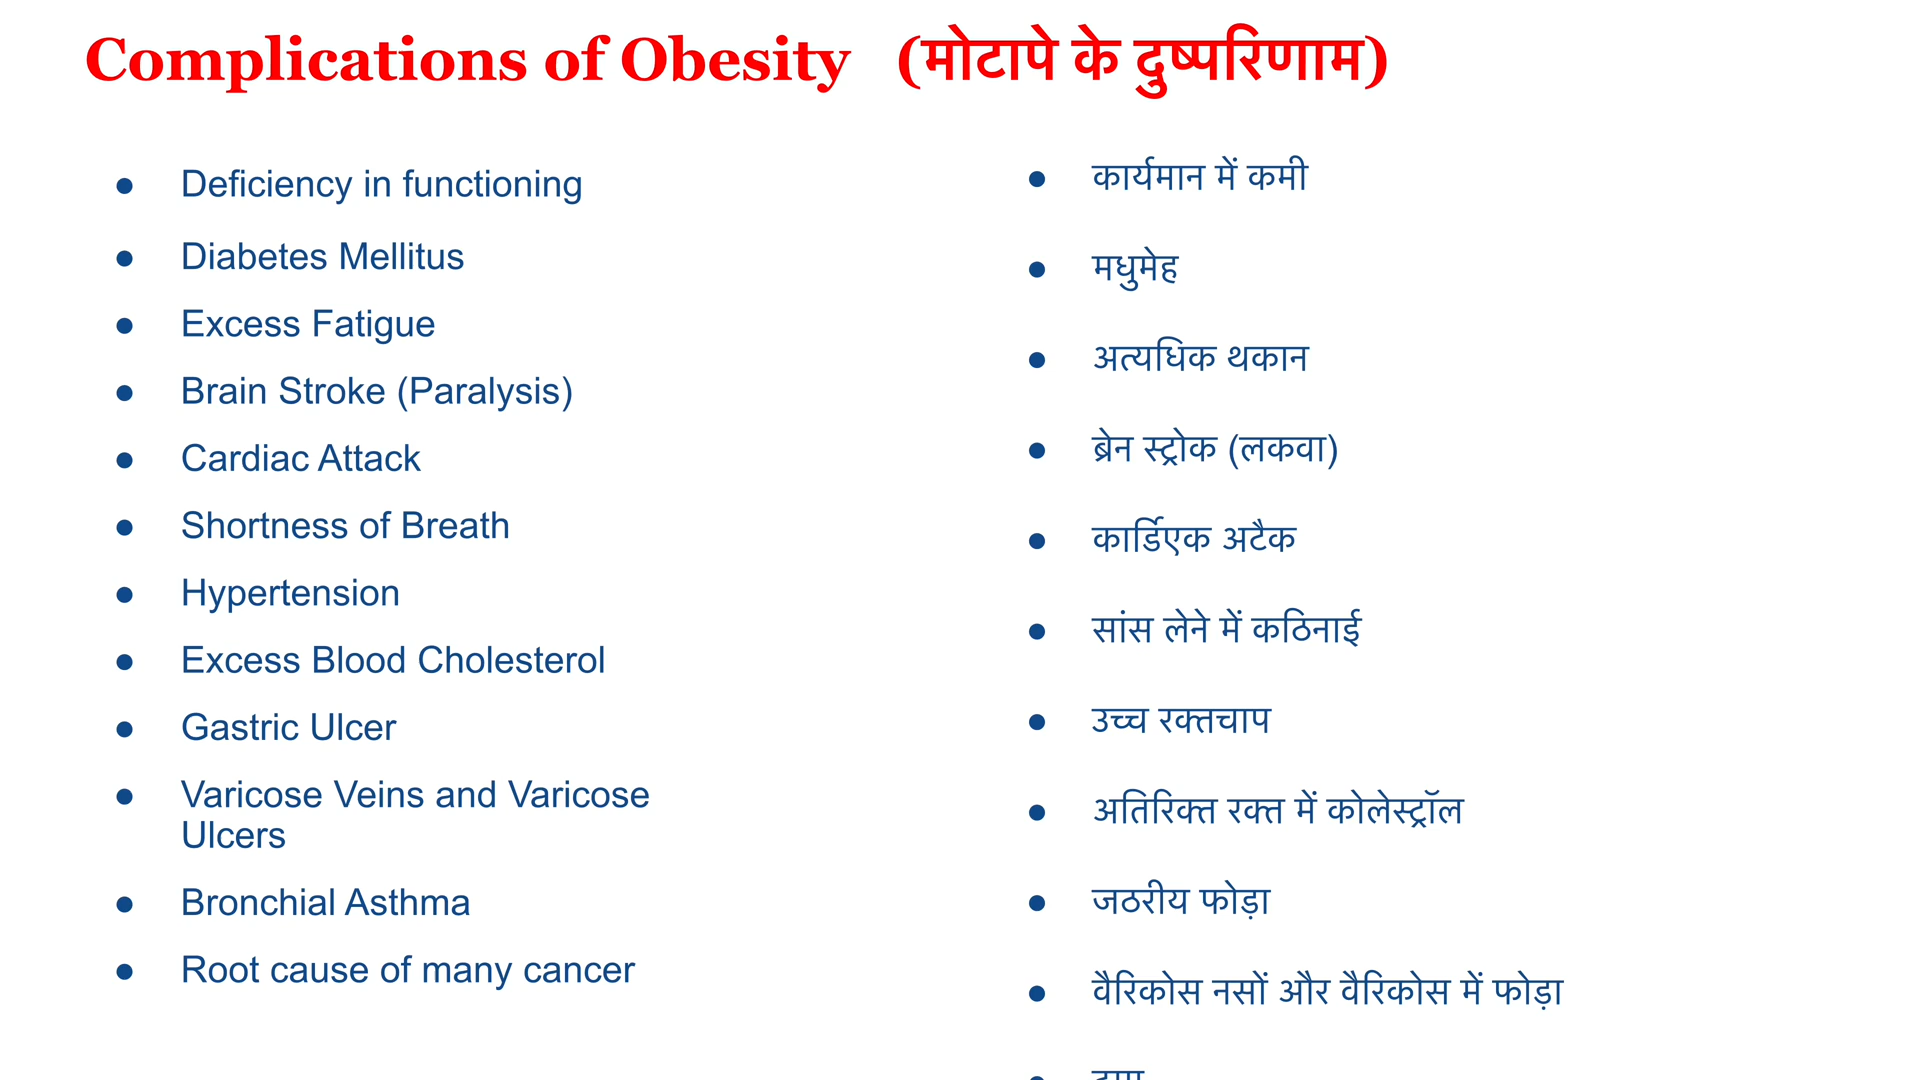 Complications of Obesity (मोटापे के दुष्परिणाम)
● Deficiency in functioning
● Diabetes Mellitus
● Excess Fatigue
● Brain Stroke (Paralysis)
● Cardiac Attack
● Shortness of Breath
● Hypertension
● Excess Blood Cholesterol
● Gastric Ulcer
● Varicose Veins and Varicose
Ulcers
● Bronchial Asthma
● Root cause of many cancer
● कार्यमान में कमी
● मधुमेह
● अत्यधिक थकान
● ब्रेन स्ट्रोक (लकवा)
● कार्डिएक अटैक
● सांस लेने में कठिनाई
● उच्च रक्तचाप
● अतिरिक्त रक्त में कोलेस्ट्रॉल
● जठरीय फोड़ा
● वैरिकोस नसों और वैरिकोस में फोड़ा